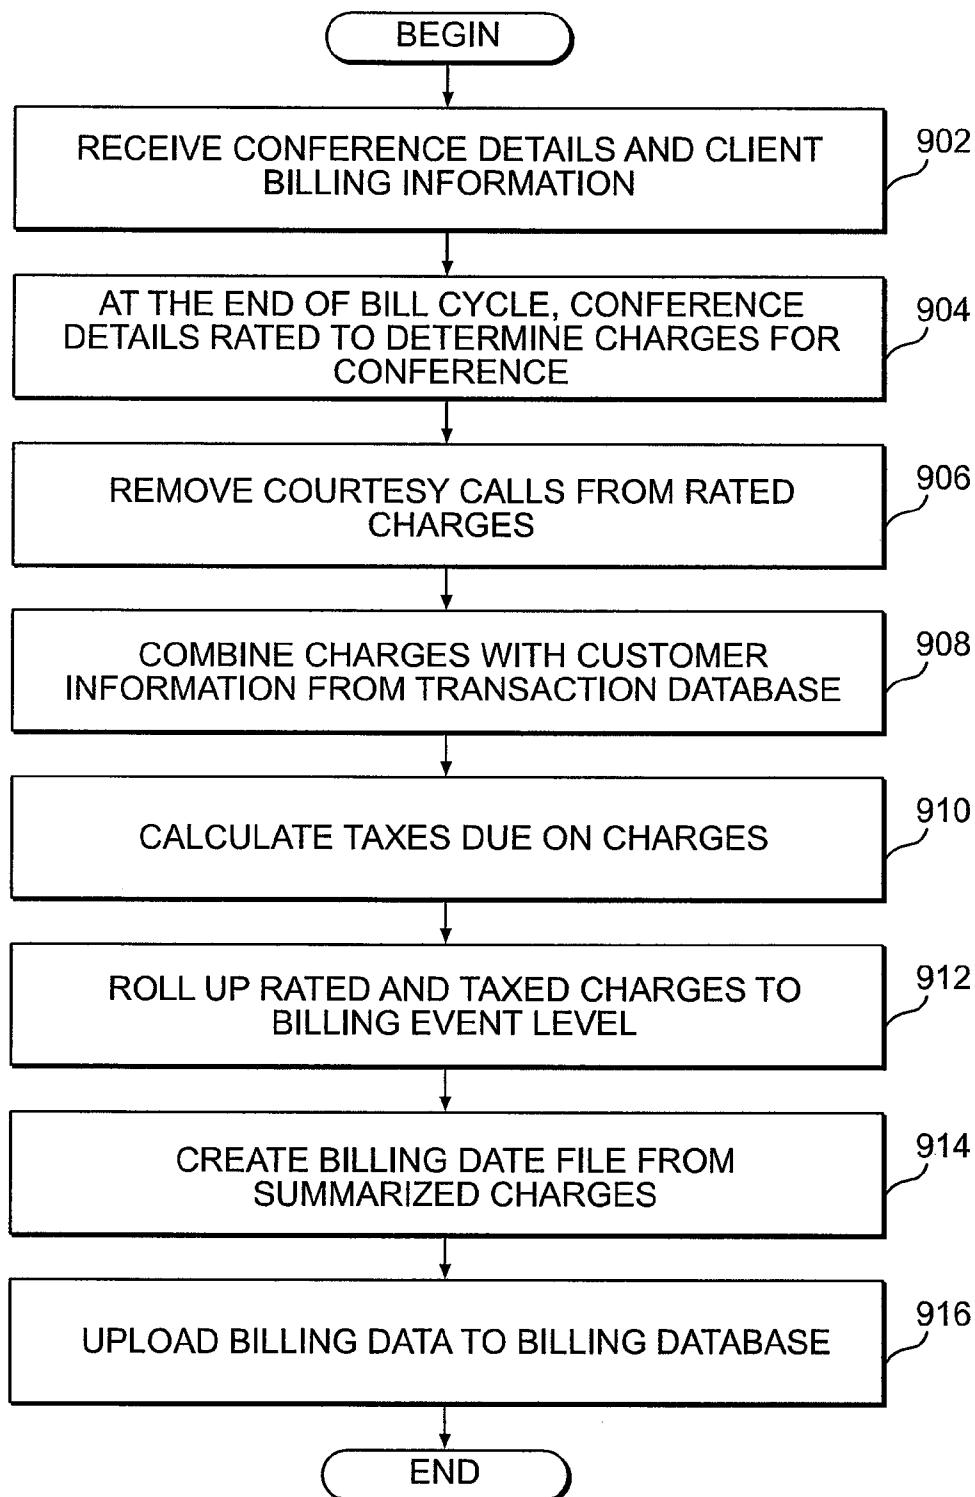 BEGIN
RECEIVE CONFERENCE DETAILS AND CLIENT
BILLING INFORMATION
902
AT THE END OF BILL CYCLE, CONFERENCE
DETAILS RATED TO DETERMINE CHARGES FOR
CONFERENCE
904
REMOVE COURTESY CALLS FROM RATED
CHARGES
906
COMBINE CHARGES WITH CUSTOMER
INFORMATION FROM TRANSACTION DATABASE
908
CALCULATE TAXES DUE ON CHARGES
910
ROLL UP RATED AND TAXED CHARGES TO
BILLING EVENT LEVEL
912
CREATE BILLING DATE FILE FROM
SUMMARIZED CHARGES
914
UPLOAD BILLING DATA TO BILLING DATABASE
916
END